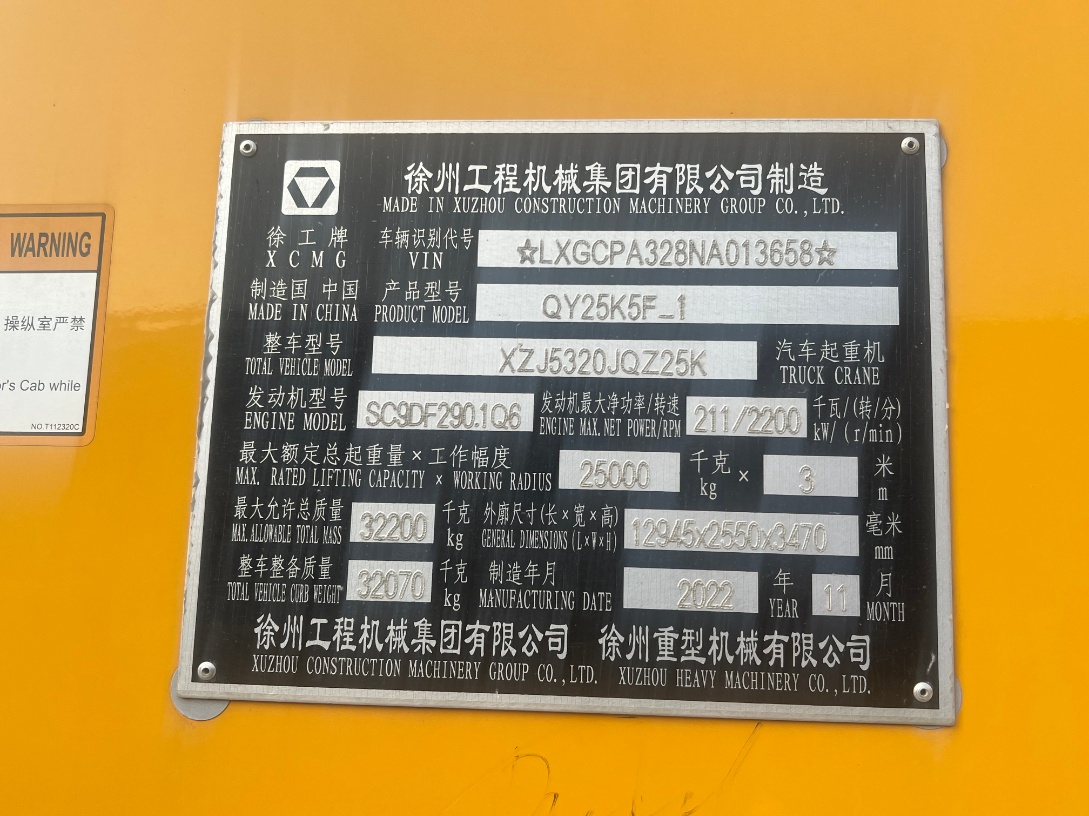 徐州工程机械集团有限公司制造
MADE IN XUZHOU CONSTRUCTION MACHINERY GROUP CO.,LTD.
徐工牌 车辆识别代号 ☆LXGCPA328NA013658☆
XCMG VIN
制造国 中国 产品型号 QY25K5F_1
MADE IN CHINA PRODUCT MODEL
整车型号 XZJ5320JQZ25K 汽车起重机
TOTAL VEHICLE MODEL TRUCK CRANE
发动机型号 SC9DF290.1Q6 发动机最大净功率/转速 211/2200 千瓦/(转/分)
ENGINE MODEL ENGINE MAX.NET POWER/RPM kW/(r/min)
最大额定总起重量×工作幅度 25000 千克 × 3 米
MAX. RATED LIFTING CAPACITY × WORKING RADIUS kg m
最大允许总质量 32200 千克 外廓尺寸(长×宽×高) 12945x2550x3470 毫米
MAX.ALLOWABLE TOTAL MASS kg GENERAL DIMENSIONS(L×W×H) mm
整车整备质量 32070 千克 制造年月 2022 年 11 月
TOTAL VEHICLE CURB WEIGHT kg MANUFACTURING DATE YEAR MONTH
徐州工程机械集团有限公司 徐州重型机械有限公司
XUZHOU CONSTRUCTION MACHINERY GROUP CO.,LTD. XUZHOU HEAVY MACHINERY CO.,LTD.
WARNING
操纵室严禁
or's Cab while
NO.T112320C